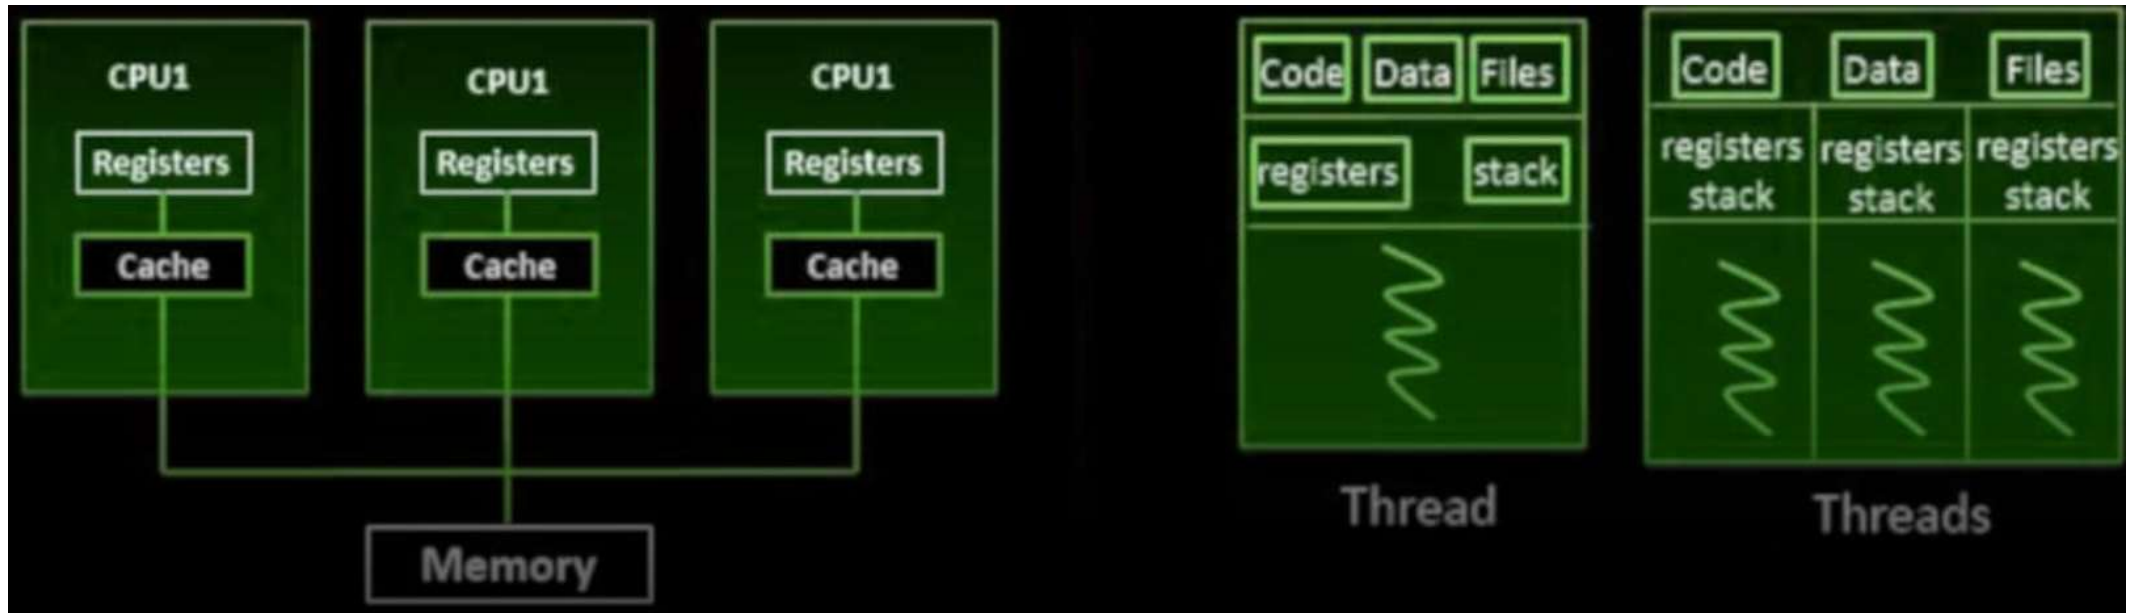 CPU1
Registers
Cache
CPU1
Registers
Cache
CPU1
Registers
Cache
Memory
Code Data Files
registers stack
Thread
Code Data Files
registers
stack
registers
stack
registers
stack
Threads